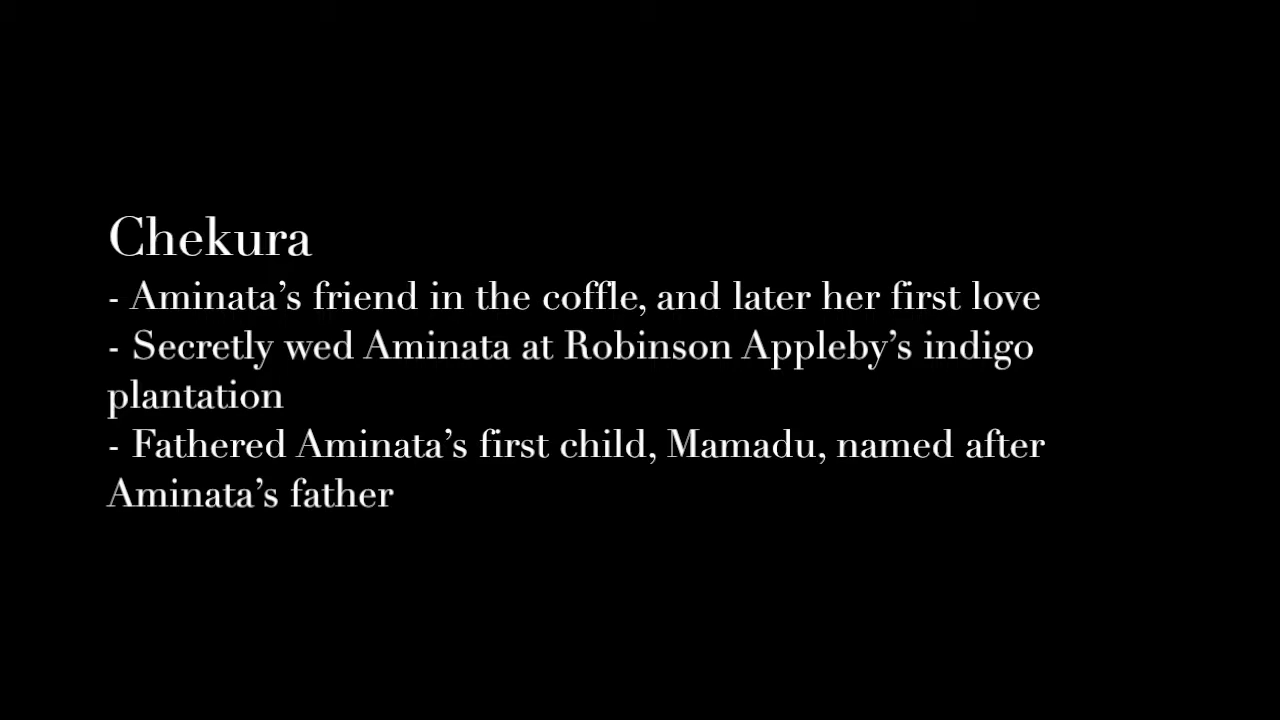 Chekura
- Aminata’s friend in the coffle, and later her first love
- Secretly wed Aminata at Robinson Appleby’s indigo
plantation
- Fathered Aminata’s first child, Mamadu, named after
Aminata’s father